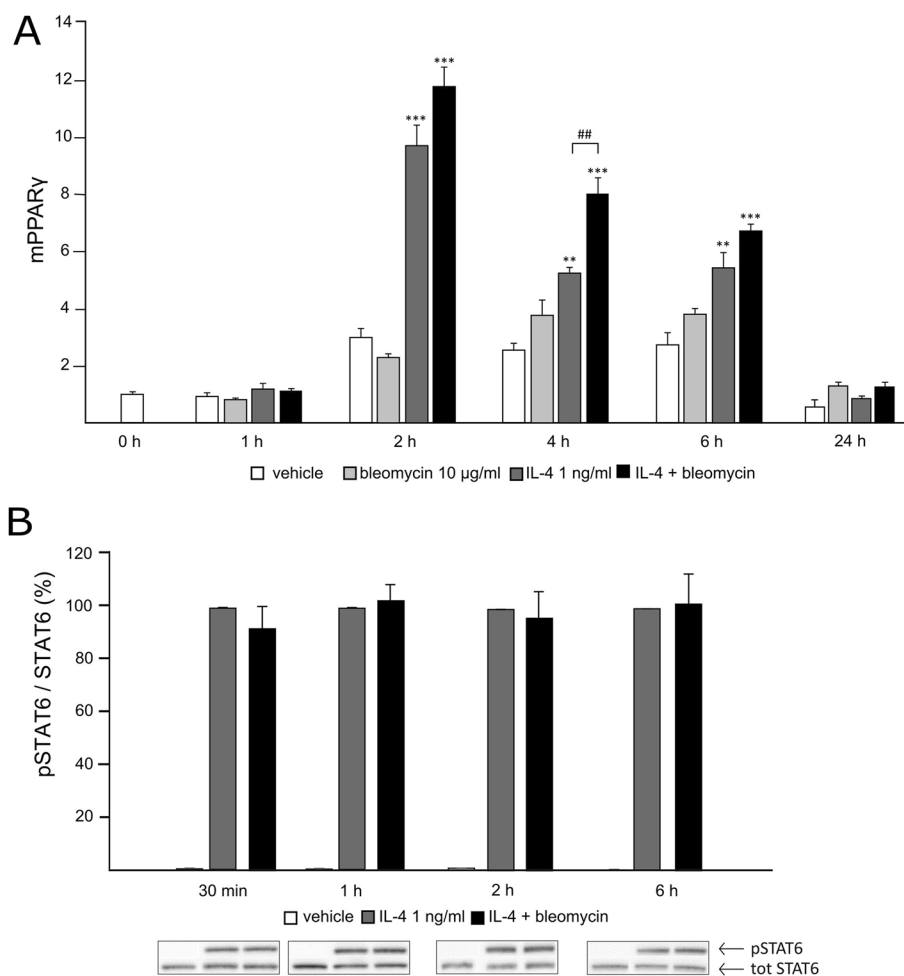 A
14
12
10
8
6
4
2
mPPARγ
***
***
##
**
***
**
***
0 h 1 h 2 h 4 h 6 h 24 h
vehicle bleomycin 10 µg/ml IL-4 1 ng/ml IL-4 + bleomycin
B
120
100
80
60
40
20
pSTAT6 / STAT6 (%)
30 min 1 h 2 h 6 h
vehicle IL-4 1 ng/ml IL-4 + bleomycin
← pSTAT6
← tot STAT6